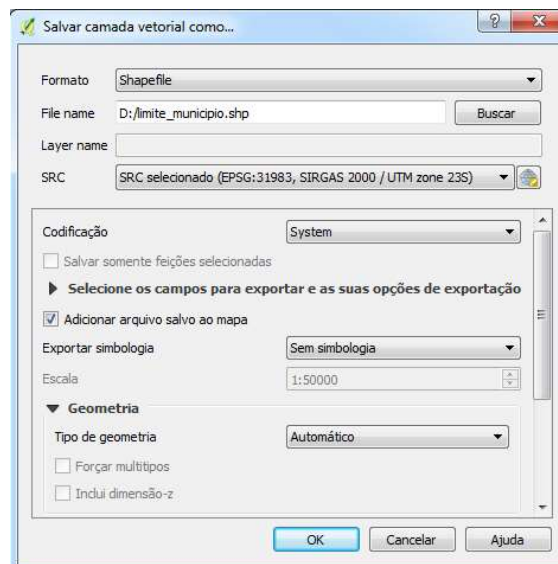 Salvar camada vetorial como...
Formato Shapefile
File name D:/limite_municipio.shp Buscar
Layer name
SRC SRC selecionado (EPSG:31983, SIRGAS 2000 / UTM zone 23S)
Codificação System
Salvar somente feições selecionadas
Selecione os campos para exportar e as suas opções de exportação
Adicionar arquivo salvo ao mapa
Exportar simbologia Sem simbologia
Escala 1:50000
Geometria
Tipo de geometria Automático
Forçar multitipos
Inclui dimensão-z
OK Cancelar Ajuda